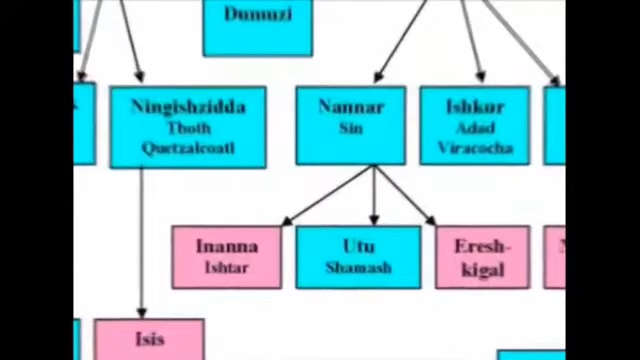 Dumuzi
Ningishzidda
Thoth
Quetzalcoatl
Nannar
Sin
Ishkur
Adad
Viracocha
Inanna
Ishtar
Utu
Shamash
Eresh-
kigal
Isis